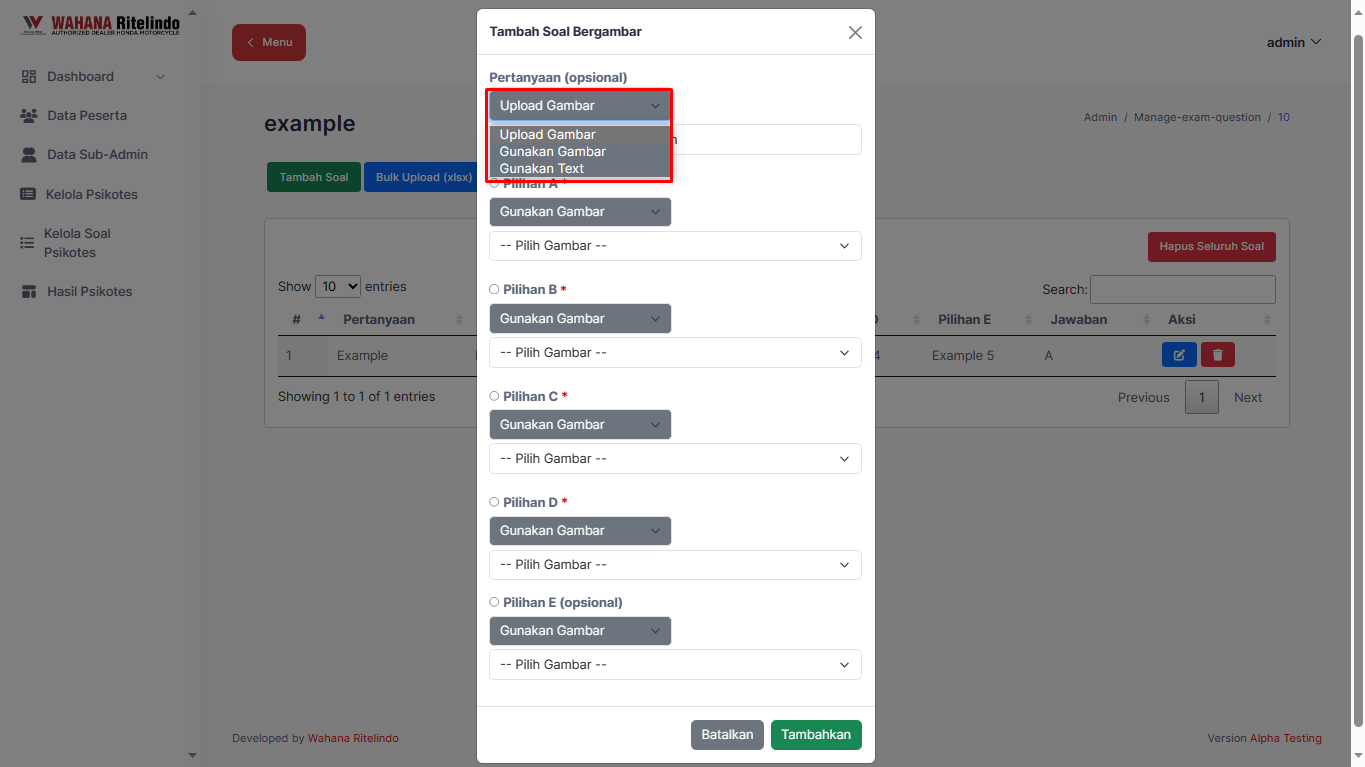 WAHANA Ritelindo
AUTHORIZED DEALER HONDA MOTORCYCLE
Dashboard
Data Peserta
Data Sub-Admin
Kelola Psikotes
Kelola Soal
Psikotes
Hasil Psikotes
Menu
admin
example
Admin / Manage-exam-question / 10
Tambah Soal
Bulk Upload (xlsx)
Hapus Seluruh Soal
Show 10 entries
Search:
# Pertanyaan Pilihan E Jawaban Aksi
1 Example 4 Example 5 A
Showing 1 to 1 of 1 entries
Previous 1 Next
Developed by Wahana Ritelindo
Version Alpha Testing
Tambah Soal Bergambar
Pertanyaan (opsional)
Upload Gambar
Upload Gambar
Gunakan Gambar
Gunakan Text
Pilihan A *
Gunakan Gambar
-- Pilih Gambar --
Pilihan B *
Gunakan Gambar
-- Pilih Gambar --
Pilihan C *
Gunakan Gambar
-- Pilih Gambar --
Pilihan D *
Gunakan Gambar
-- Pilih Gambar --
Pilihan E (opsional)
Gunakan Gambar
-- Pilih Gambar --
Batalkan
Tambahkan